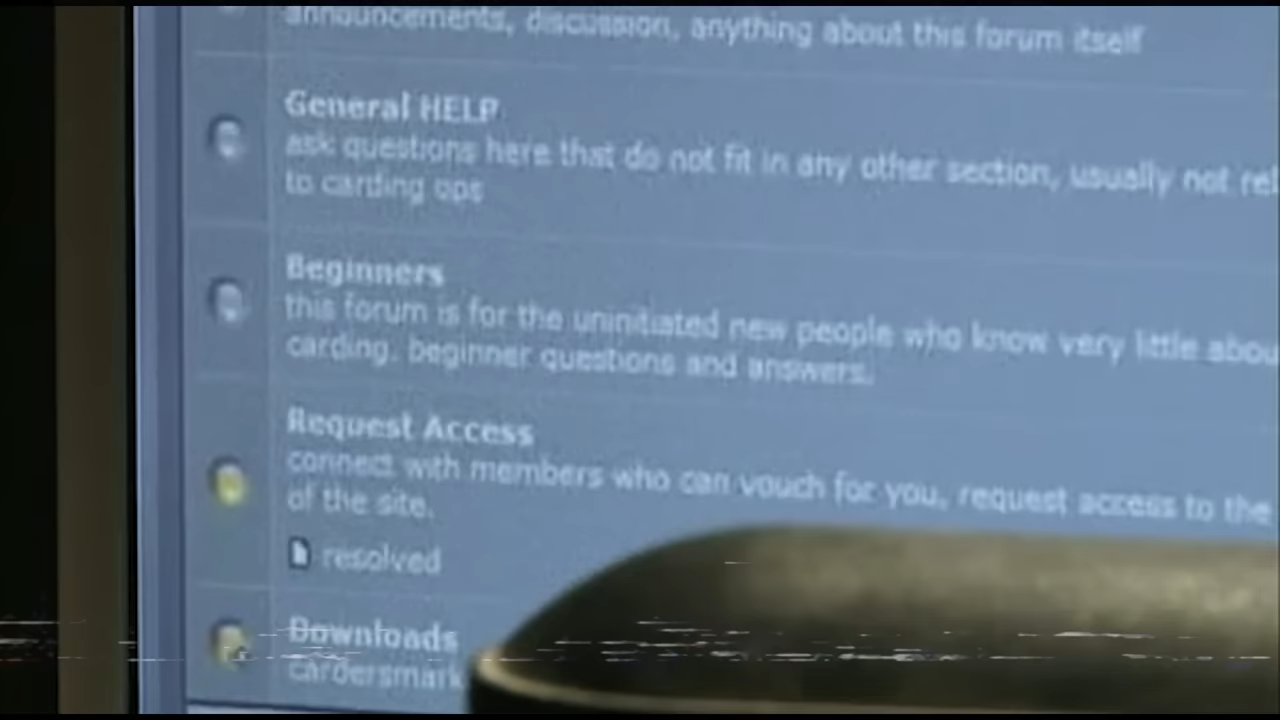 announcements, discussion, anything about this forum itself
General HELP
ask questions here that do not fit in any other section, usually not rel
to carding ops
Beginners
this forum is for the uninitiated new people who know very little abou
carding. beginner questions and answers.
Request Access
connect with members who can vouch for you, request access to the
of the site.
resolved
Downloads
cardersmark